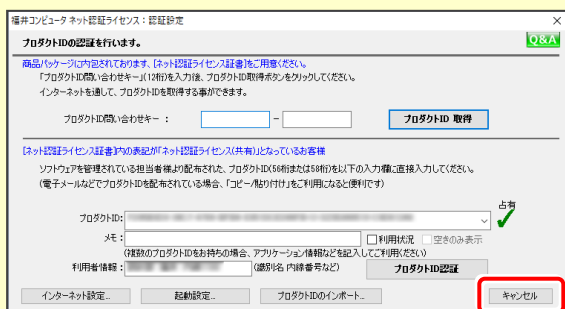 福井コンピュータ ネット認証ライセンス：認証設定
プロダクトIDの認証を行います。
Q&A
商品パッケージに内包されております、[ネット認証ライセンス証書]をご用意ください。
「プロダクトID問い合わせキー」(12桁)を入力後、プロダクトID取得ボタンをクリックしてください。
インターネットを通して、プロダクトIDを取得する事ができます。
プロダクトID問い合わせキー ： －
プロダクトID 取得
[ネット認証ライセンス証書]内の表記が「ネット認証ライセンス(共有)」となっているお客様
ソフトウェアを管理されている担当者様より配布された、プロダクトID(56桁または58桁)を以下の入力欄に直接入力してください。
(電子メールなどでプロダクトIDを配布されている場合、「コピー/貼り付け」をご利用になると便利です)
占有
プロダクトID:
メモ： 利用状況 空きのみ表示
(複数のプロダクトIDをお持ちの場合、アプリケーション情報などを記入してご利用ください)
利用者情報： (識別名 内線番号など) プロダクトID認証
インターネット設定... 起動設定... プロダクトIDのインポート... キャンセル